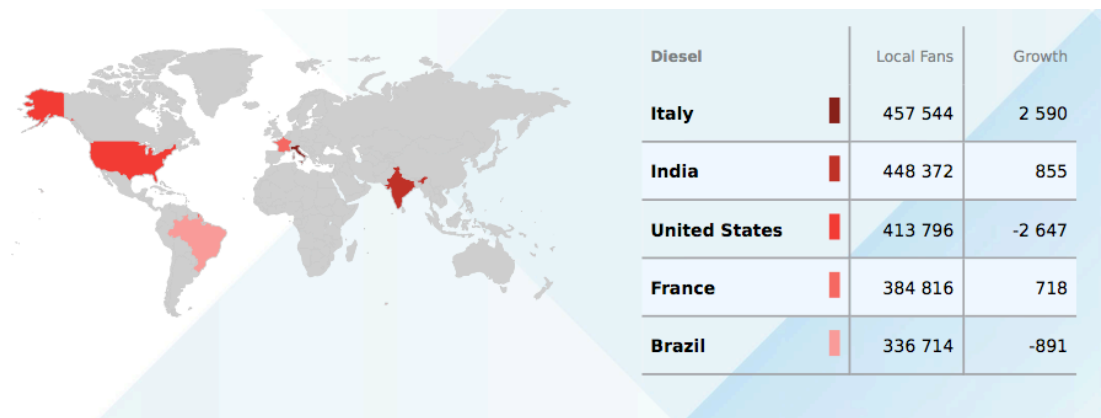 Diesel Local Fans Growth
Italy 457 544 2 590
India 448 372 855
United States 413 796 -2 647
France 384 816 718
Brazil 336 714 -891